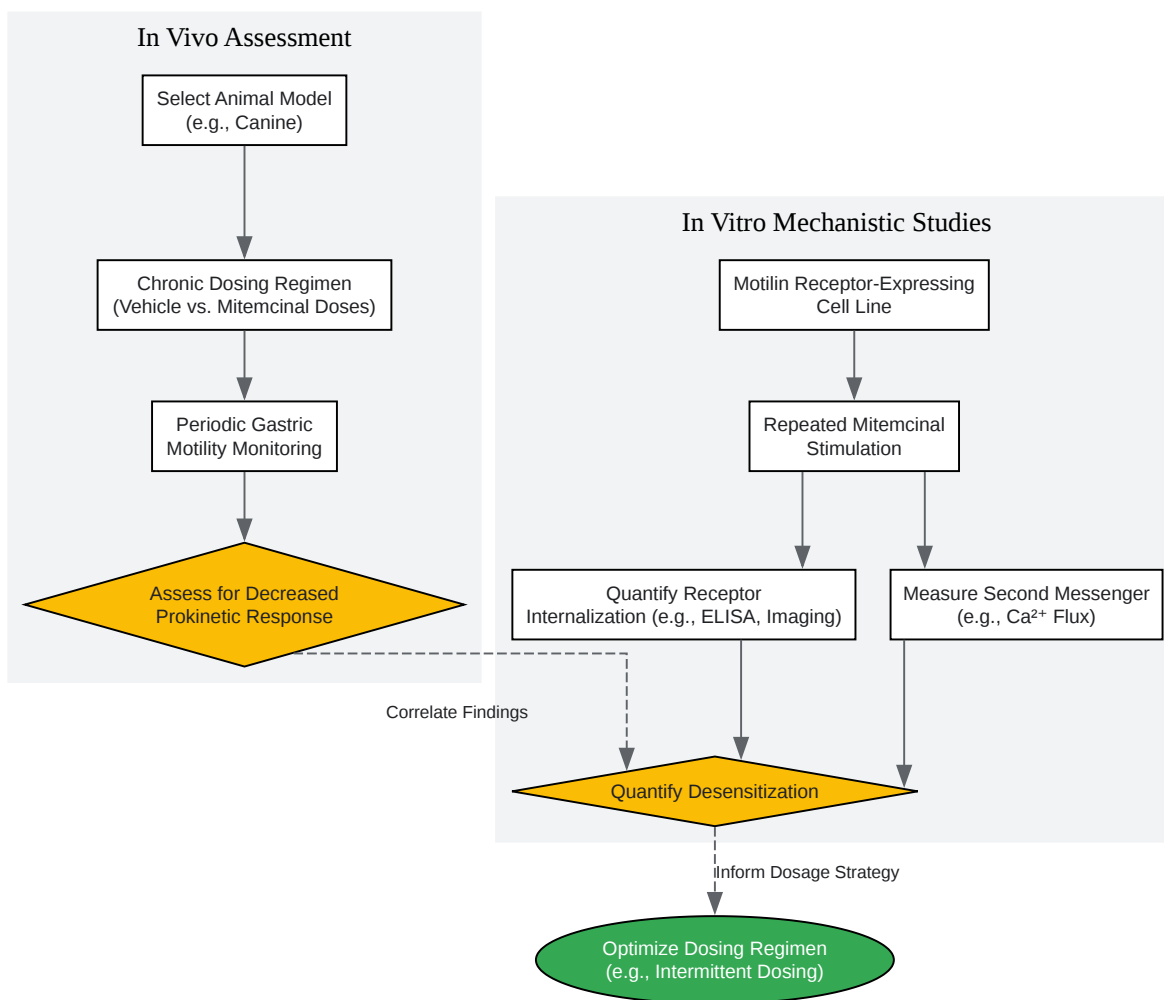 In Vivo Assessment
Select Animal Model
(e.g., Canine)
Chronic Dosing Regimen
(Vehicle vs. Mitemcinal Doses)
Periodic Gastric
Motility Monitoring
Assess for Decreased
Prokinetic Response
In Vitro Mechanistic Studies
Motilin Receptor-Expressing
Cell Line
Repeated Mitemcinal
Stimulation
Quantify Receptor
Internalization (e.g., ELISA, Imaging)
Measure Second Messenger
(e.g., Ca²⁺ Flux)
Correlate Findings
Quantify Desensitization
Inform Dosage Strategy
Optimize Dosing Regimen
(e.g., Intermittent Dosing)